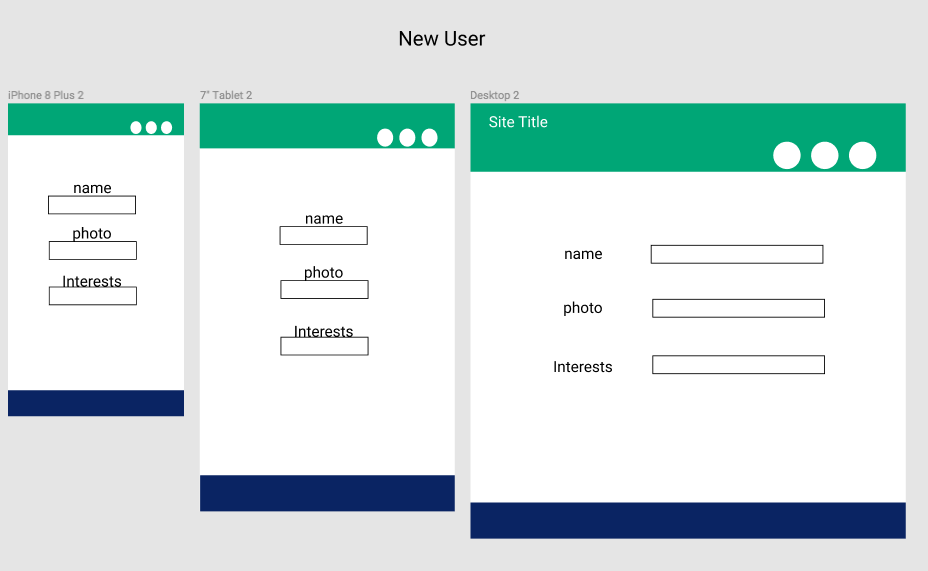 New User
iPhone 8 Plus 2
name
photo
Interests
7" Tablet 2
name
photo
Interests
Desktop 2
Site Title
name
photo
Interests